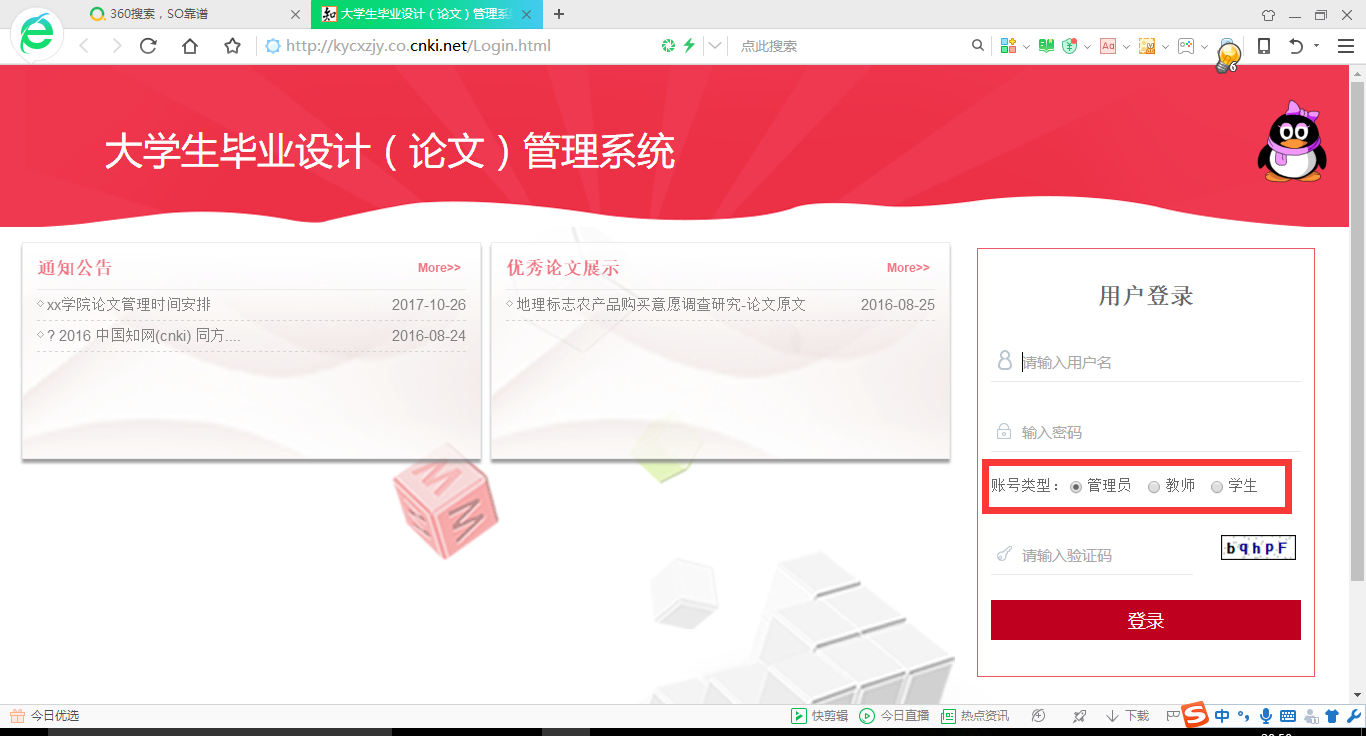 360搜索，SO靠谱
大学生毕业设计（论文）管理系
http://kycxzjy.co.cnki.net/Login.html
点此搜索
Aa
6
大学生毕业设计（论文）管理系统
通知公告 More>>
xx学院论文管理时间安排 2017-10-26
? 2016 中国知网(cnki) 同方.... 2016-08-24
优秀论文展示 More>>
地理标志农产品购买意愿调查研究-论文原文 2016-08-25
用户登录
请输入用户名
输入密码
账号类型： 管理员 教师 学生
请输入验证码 bqhpF
登录
M M
今日优选
快剪辑 今日直播 热点资讯 下载 S 中